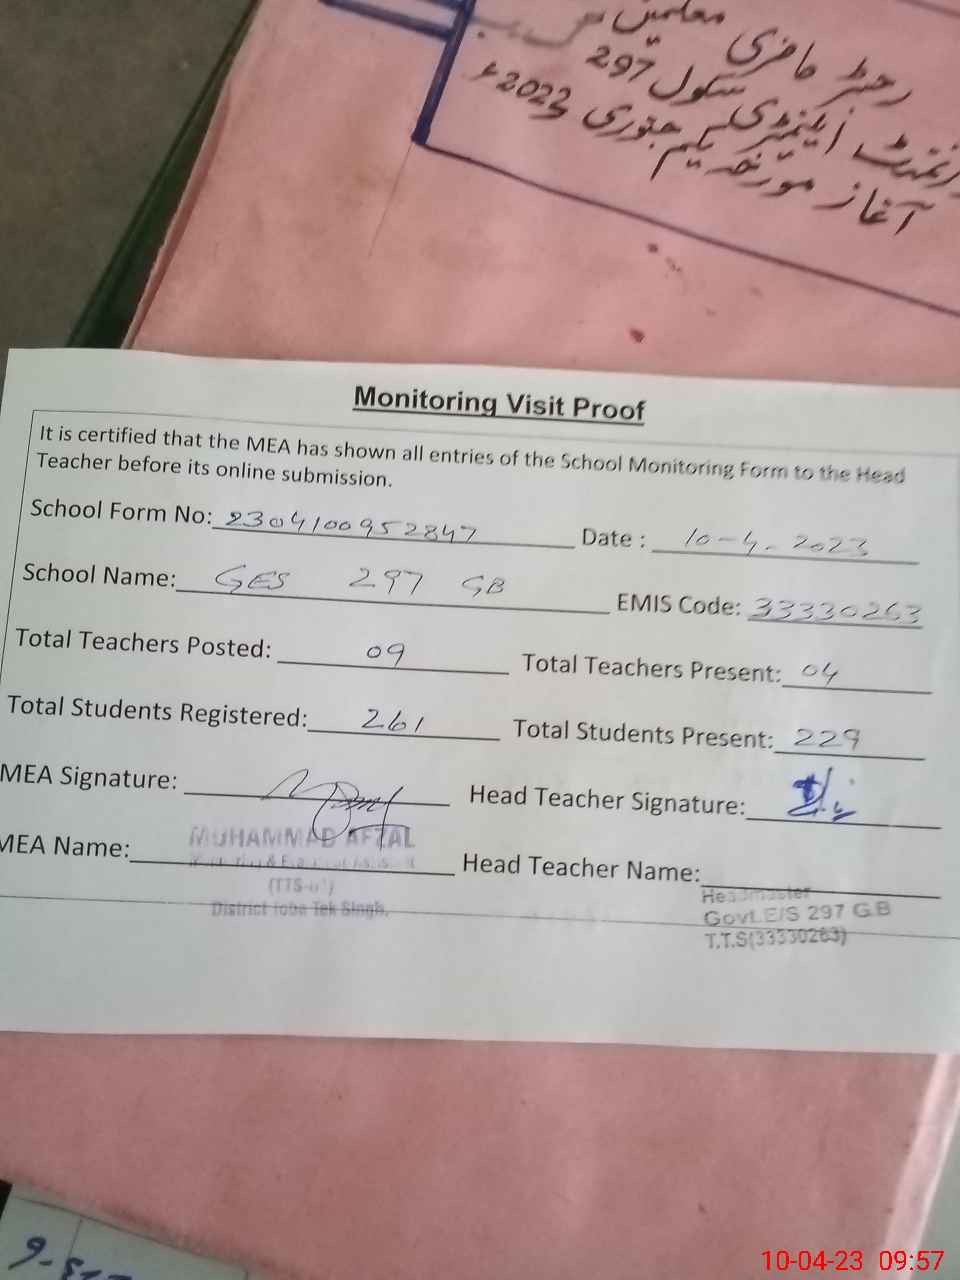 رجسٹر حاضری معلمین
گورنمنٹ ایلیمنٹری سکول 297
آغاز مورخہ یکم جنوری 2023ء
Monitoring Visit Proof
It is certified that the MEA has shown all entries of the School Monitoring Form to the Head
Teacher before its online submission.
School Form No: 2304100952847 Date : 10-4-2023
School Name: GES 297 GB EMIS Code: 33330263
Total Teachers Posted: 09 Total Teachers Present: 04
Total Students Registered: 261 Total Students Present: 229
MEA Signature: Head Teacher Signature:
MEA Name: MUHAMMAD AFZAL Head Teacher Name:
District Toba Tek Singh.
Headmaster
Govt.E/S 297 G.B
T.T.S(33330263)
10-04-23 09:57